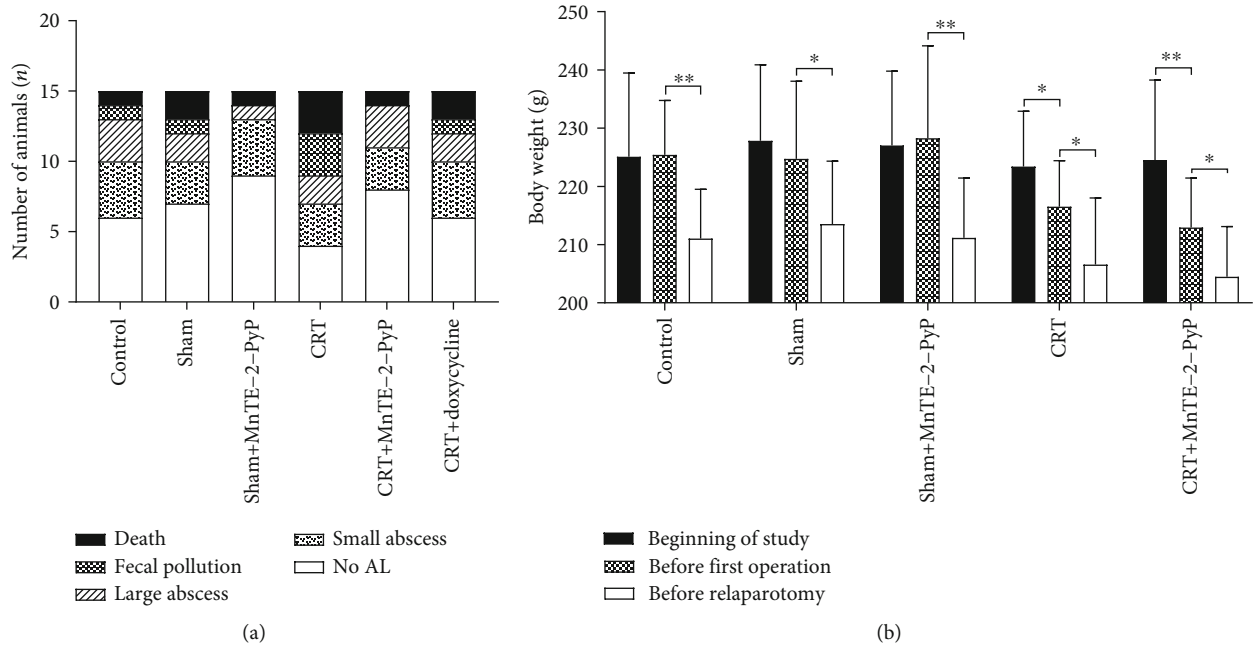 20
15
10
5
0
Number of animals (n)
Control
Sham
Sham+MnTE−2−PyP
CRT
CRT+MnTE−2−PyP
CRT+doxycycline
Death
Fecal pollution
Large abscess
Small abscess
No AL
(a)
250
240
230
220
210
200
Body weight (g)
**
*
**
*
*
**
*
Control
Sham
Sham+MnTE−2−PyP
CRT
CRT+MnTE−2−PyP
Beginning of study
Before first operation
Before relaparotomy
(b)